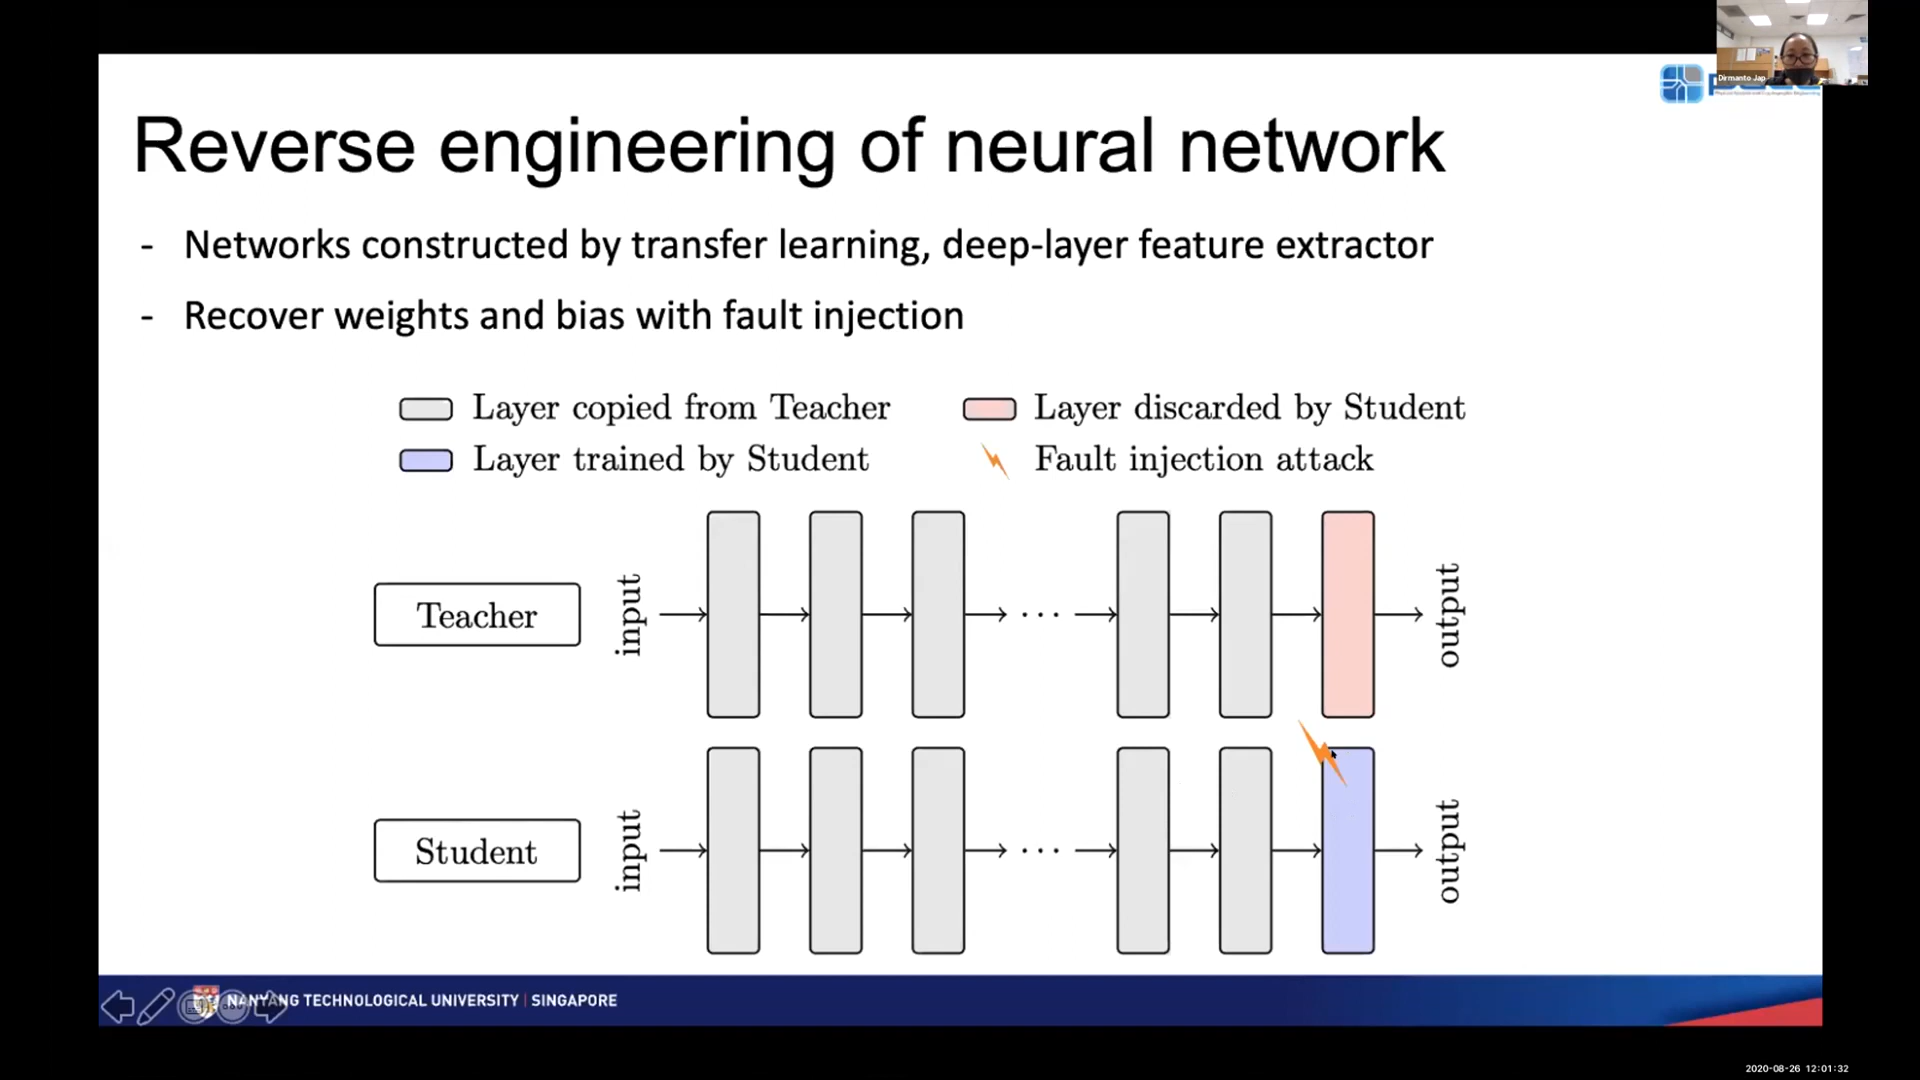 Dirmanto Jap
Reverse engineering of neural network
- Networks constructed by transfer learning, deep-layer feature extractor
- Recover weights and bias with fault injection
Layer copied from Teacher
Layer discarded by Student
Layer trained by Student
Fault injection attack
Teacher
input
...
output
Student
input
...
output
NANYANG TECHNOLOGICAL UNIVERSITY | SINGAPORE
2020-08-26 12:01:32